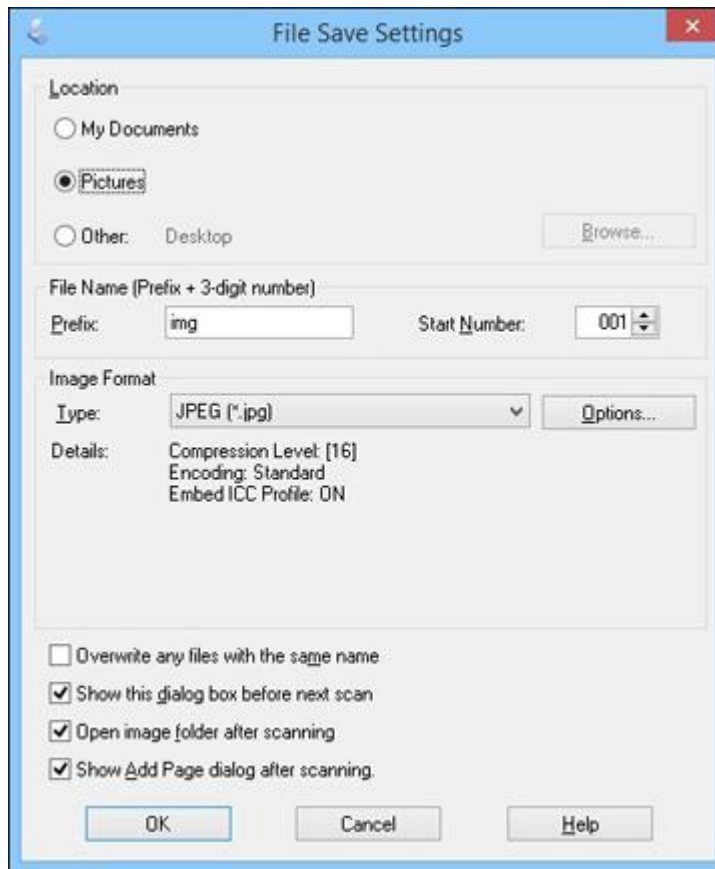 File Save Settings
Location
My Documents
Pictures
Other: Desktop Browse...
File Name (Prefix + 3-digit number)
Prefix: img Start Number: 001
Image Format
Type: JPEG (*.jpg) Options...
Details: Compression Level: [16]
Encoding: Standard
Embed ICC Profile: ON
Overwrite any files with the same name
Show this dialog box before next scan
Open image folder after scanning
Show Add Page dialog after scanning.
OK Cancel Help